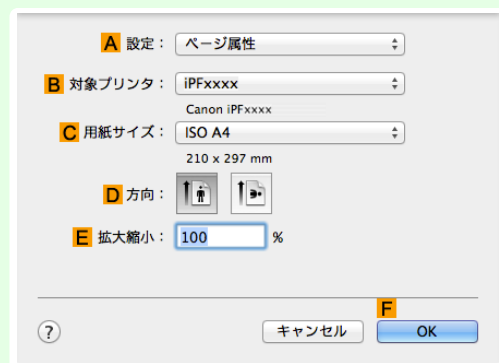 A 設定： ページ属性
B 対象プリンタ： iPFxxxx
Canon iPFxxxx
C 用紙サイズ： ISO A4
210 x 297 mm
D 方向：
E 拡大縮小： 100 %
F
? キャンセル OK